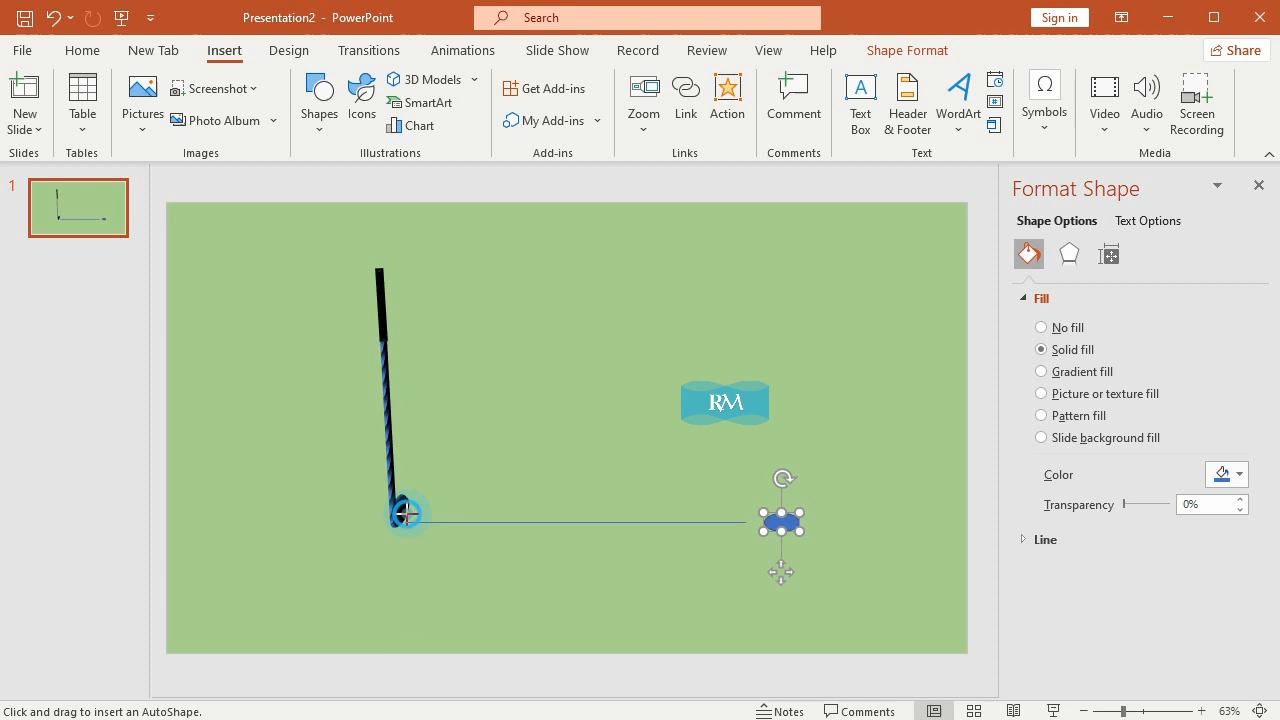 Presentation2 - PowerPoint
Search
Sign in
File Home New Tab Insert Design Transitions Animations Slide Show Record Review View Help Shape Format
Share
New Slide
Slides
Table
Tables
Pictures
Screenshot
Photo Album
Images
Shapes
Icons
3D Models
SmartArt
Chart
Illustrations
Get Add-ins
My Add-ins
Add-ins
Zoom
Link
Action
Links
Comment
Comments
Text Box
Header & Footer
WordArt
Text
Symbols
Video
Audio
Screen Recording
Media
1
RM
Format Shape
Shape Options Text Options
Fill
No fill
Solid fill
Gradient fill
Picture or texture fill
Pattern fill
Slide background fill
Color
Transparency 0%
Line
Click and drag to insert an AutoShape.
Notes
Comments
63%